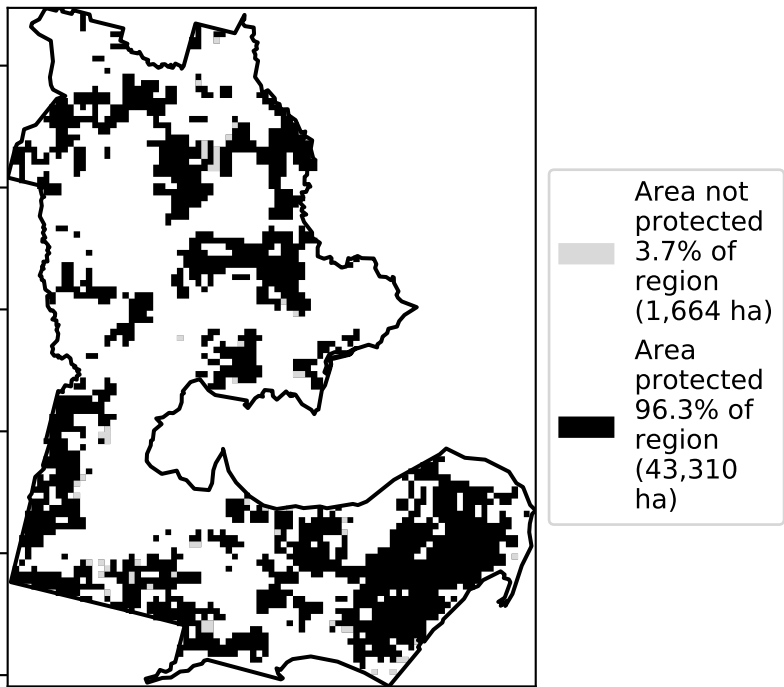 Area not
protected
3.7% of
region
(1,664 ha)
Area
protected
96.3% of
region
(43,310
ha)